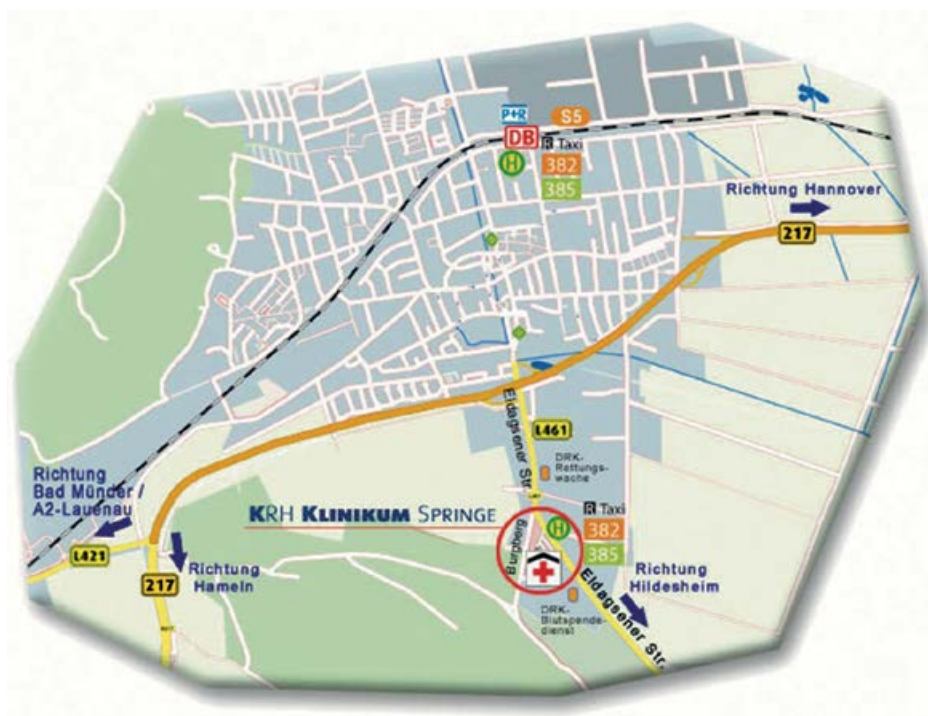 P+R
S5
DB
R Taxi
H
382
385
Richtung Hannover
217
Eldagsener Str.
L461
DRK-
Rettungs-
wache
Richtung
Bad Münder /
A2-Lauenau
KRH KLINIKUM SPRINGE
R Taxi
H
382
385
Burgberg
L421
Richtung
Hameln
217
Richtung
Hildesheim
Eldagsener Str.
DRK-
Blutspende-
dienst